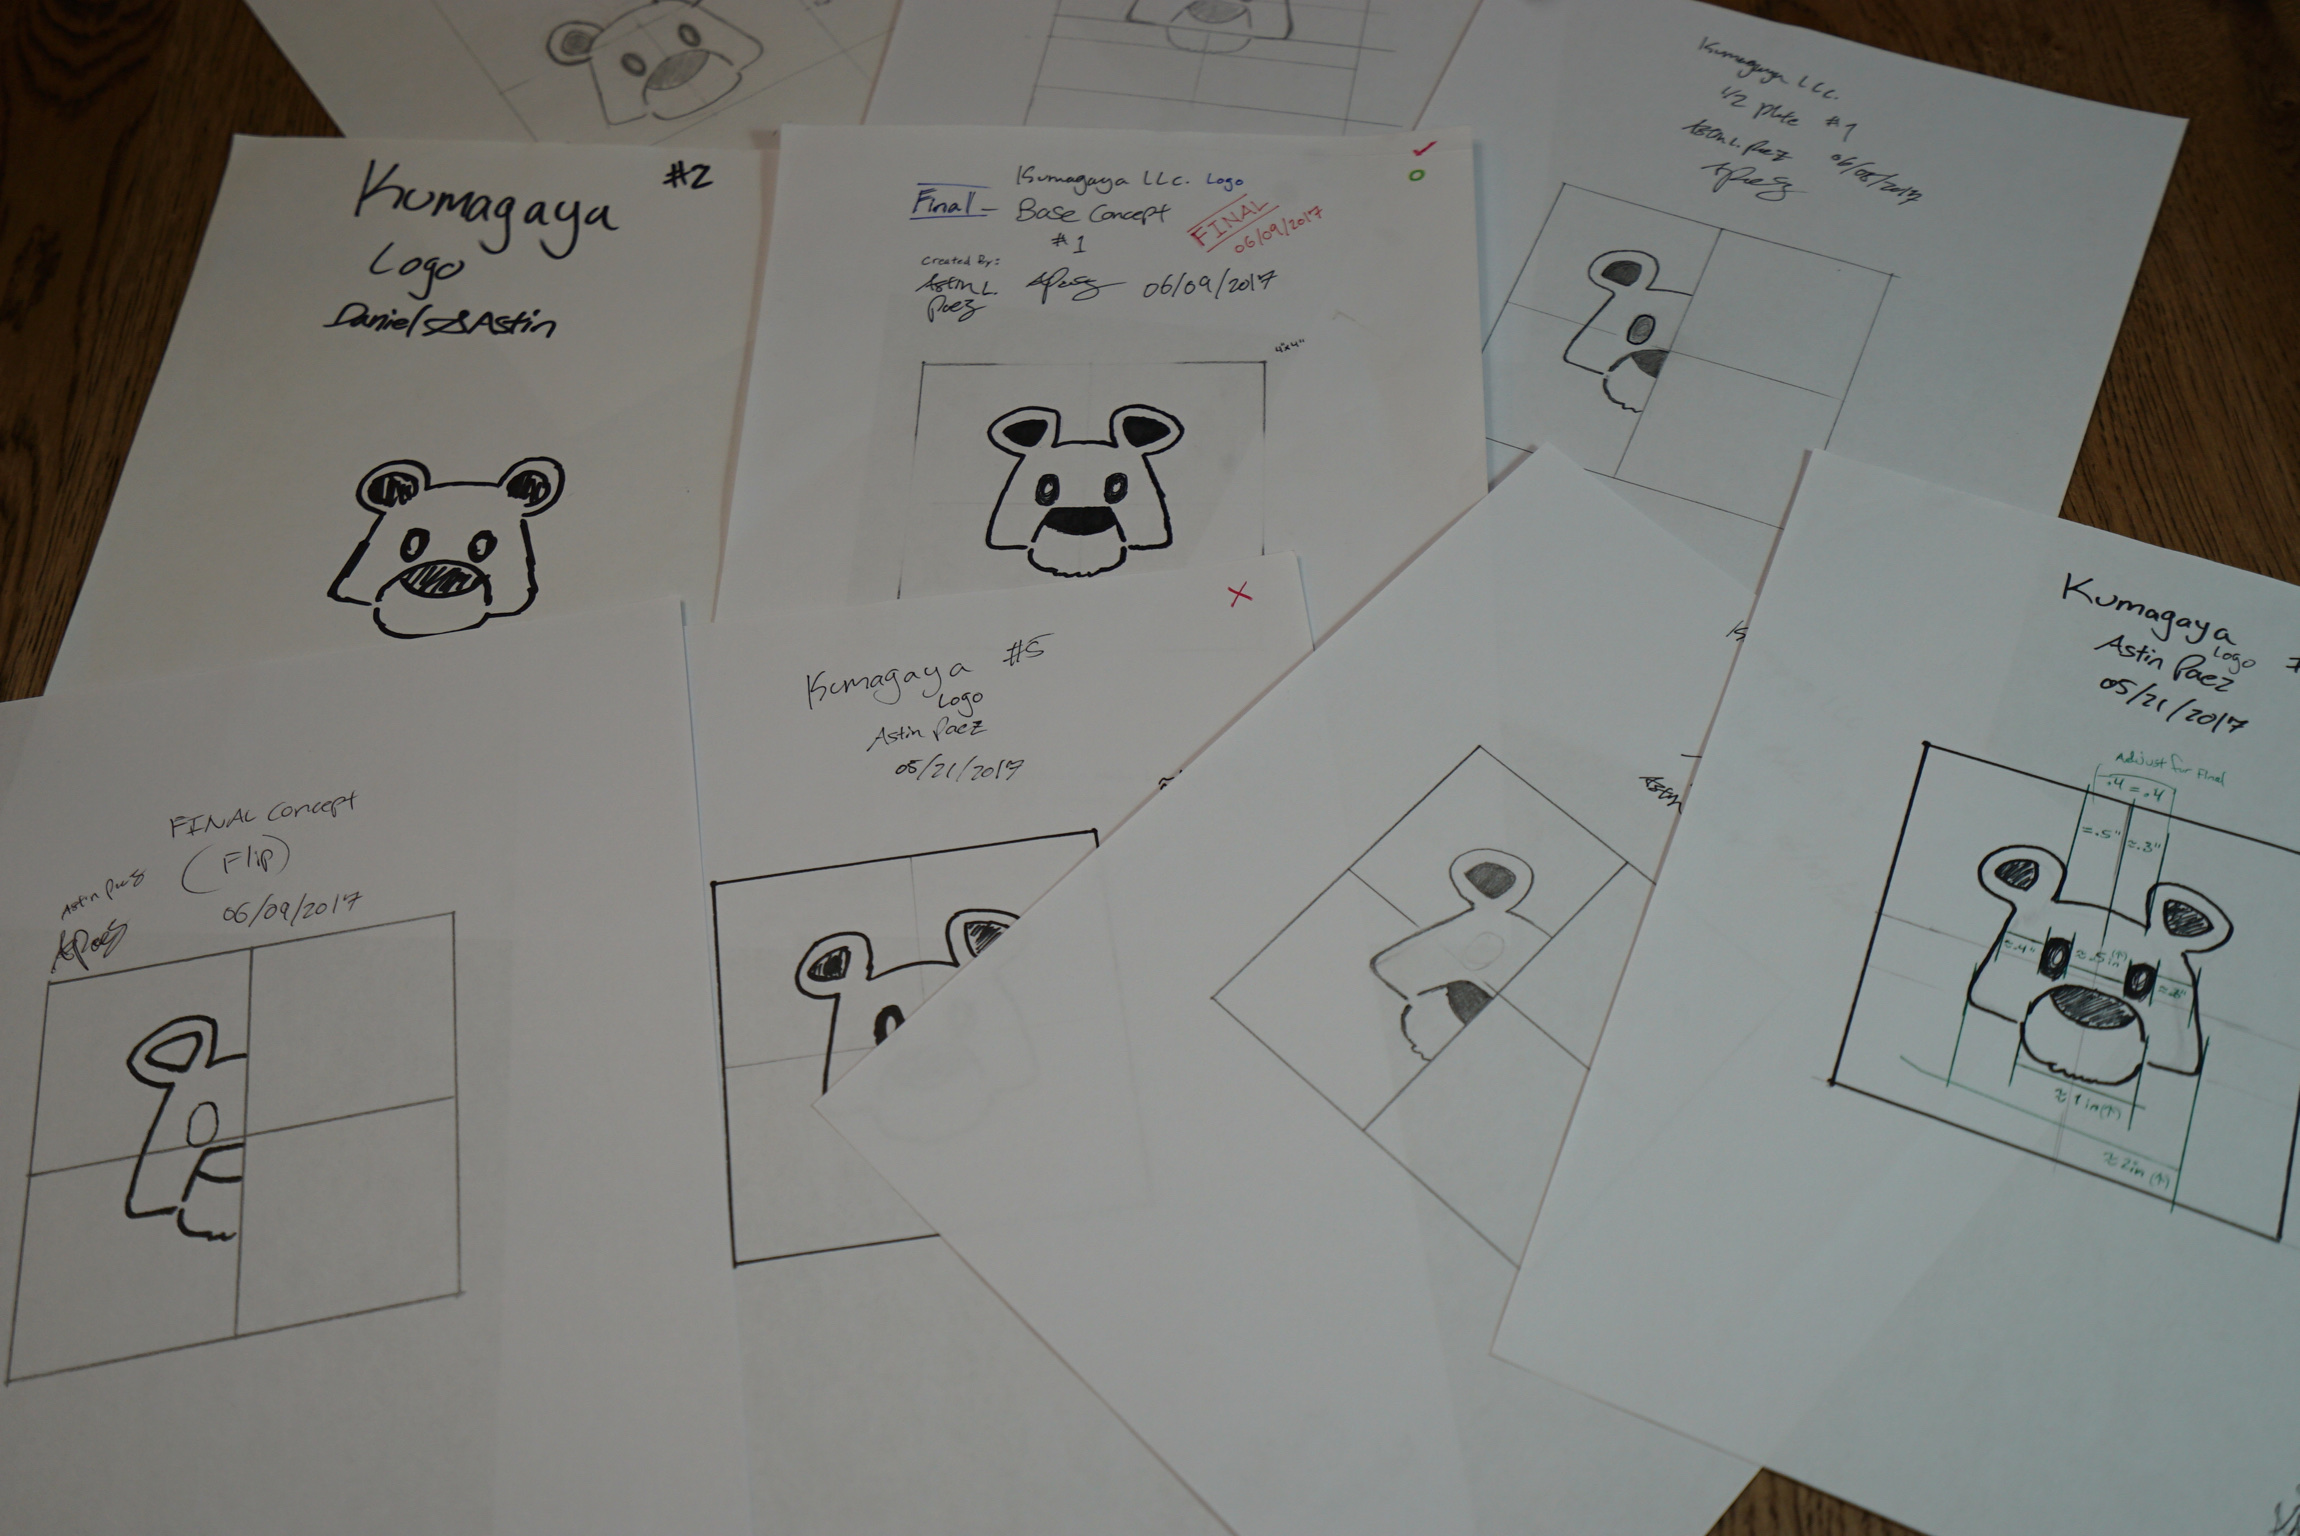 Kumagaya LLC.
1/2 Plate #1
Astin L. Paez 06/08/2017
APaez
Kumagaya #2
Logo
Daniels & Astin
Kumagaya LLc. Logo
Final - Base Concept
#1
FINAL
06/09/2017
Created By:
Astin L. Paez
APaez 06/09/2017
4"x4"
Kumagaya #5
Logo
Astin Paez
05/21/2017
Kumagaya
Logo
Astin Paez
05/21/2017
Adjust for Final
.4 = .4
≈.5" ≈.3"
≈.4" ≈.5in
≈ 1in
≈ 2in
FINAL Concept
(Flip)
Astin Paez
APaez
06/09/2017
Astin